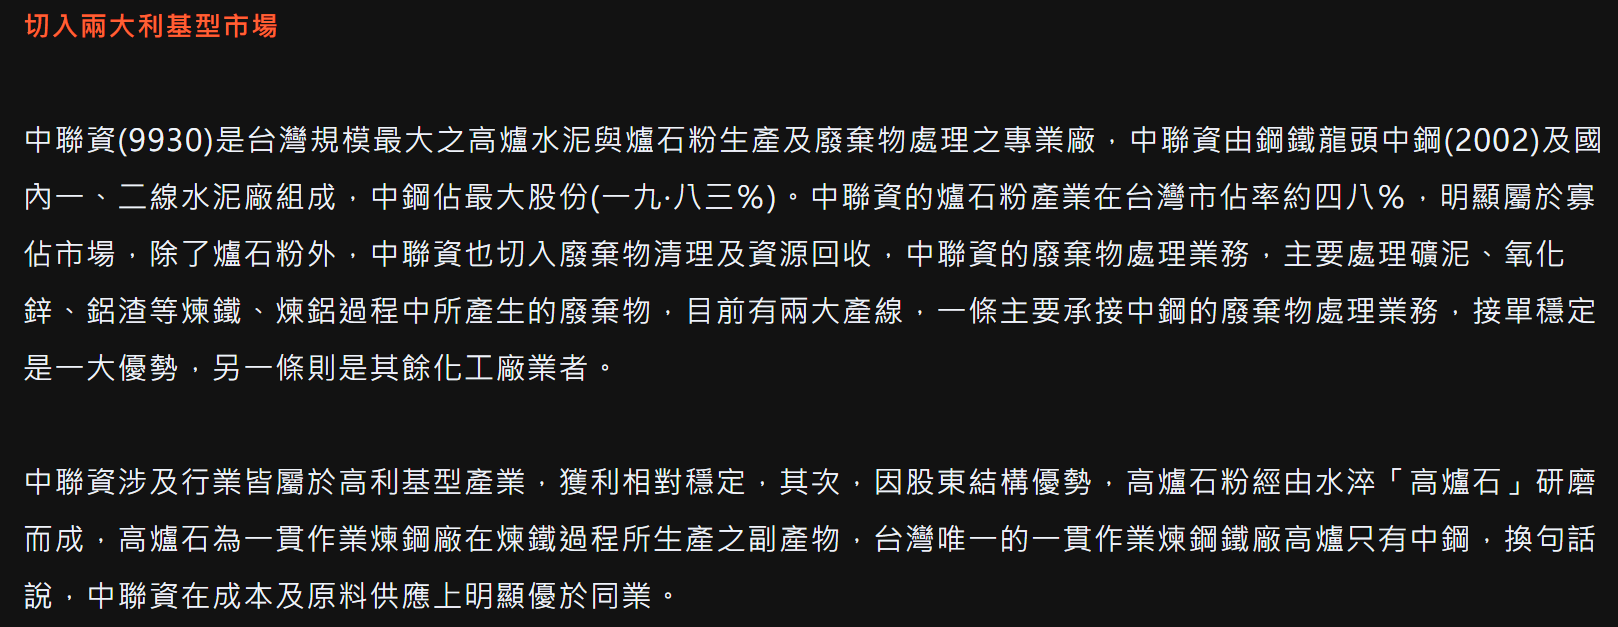 切入兩大利基型市場
中聯資(9930)是台灣規模最大之高爐水泥與爐石粉生產及廢棄物處理之專業廠，中聯資由鋼鐵龍頭中鋼(2002)及國
內一、二線水泥廠組成，中鋼佔最大股份(一九·八三%)。中聯資的爐石粉產業在台灣市佔率約四八%，明顯屬於寡
佔市場，除了爐石粉外，中聯資也切入廢棄物清理及資源回收，中聯資的廢棄物處理業務，主要處理礦泥、氧化
鋅、鋁渣等煉鐵、煉鋁過程中所產生的廢棄物，目前有兩大產線，一條主要承接中鋼的廢棄物處理業務，接單穩定
是一大優勢，另一條則是其餘化工廠業者。
中聯資涉及行業皆屬於高利基型產業，獲利相對穩定，其次，因股東結構優勢，高爐石粉經由水淬「高爐石」研磨
而成，高爐石為一貫作業煉鋼廠在煉鐵過程所生產之副產物，台灣唯一的一貫作業煉鋼鐵廠高爐只有中鋼，換句話
說，中聯資在成本及原料供應上明顯優於同業。